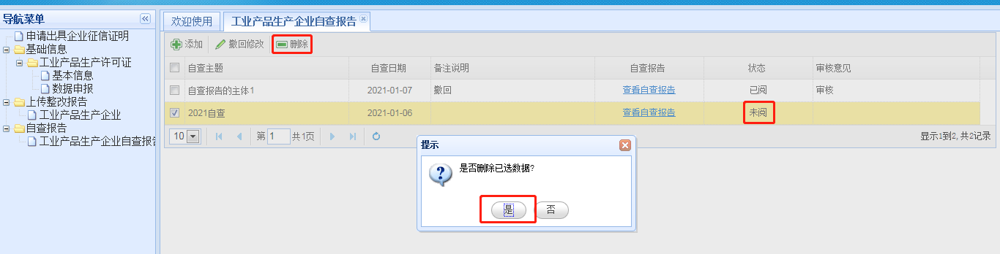 导航菜单
申请出具企业征信证明
基础信息
工业产品生产许可证
基本信息
数据申报
上传整改报告
工业产品生产企业
自查报告
工业产品生产企业自查报告
欢迎使用 工业产品生产企业自查报告
添加 撤回修改 删除
自查主题 自查日期 备注说明 自查报告 状态 审核意见
自查报告的主体1 2021-01-07 撤回 查看自查报告 已阅 审核
2021自查 2021-01-06 查看自查报告 未阅
10 第 1 共1页 显示1到2,共2记录
提示
是否删除已选数据?
是 否